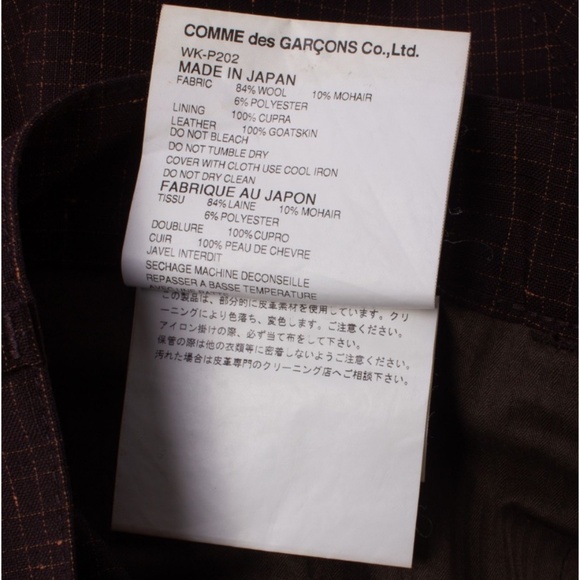 COMME des GARÇONS Co.,Ltd.
WK-P202
MADE IN JAPAN
FABRIC 84% WOOL 10% MOHAIR
6% POLYESTER
LINING 100% CUPRA
LEATHER 100% GOATSKIN
DO NOT BLEACH
DO NOT TUMBLE DRY
COVER WITH CLOTH USE COOL IRON
DO NOT DRY CLEAN
FABRIQUE AU JAPON
TISSU 84% LAINE 10% MOHAIR
6% POLYESTER
DOUBLURE 100% CUPRO
CUIR 100% PEAU DE CHEVRE
JAVEL INTERDIT
SECHAGE MACHINE DECONSEILLE
REPASSER A BASSE TEMPERATURE
この製品は、部分的に皮革素材を使用しています。クリ
ーニングにより色落ち、変色します。ご注意ください。
アイロン掛けの際、必ず当て布をして下さい。
保管の際は他の衣類等に密着しないようご注意ください。
汚れた場合は皮革専門のクリーニング店へご相談下さい。